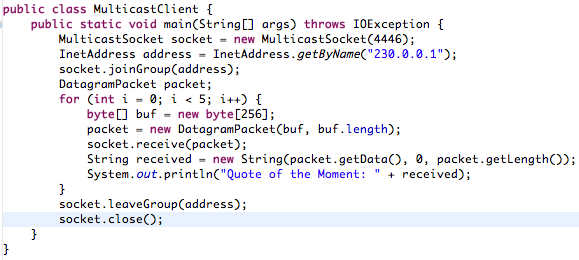 public class MulticastClient {
    public static void main(String[] args) throws IOException {
        MulticastSocket socket = new MulticastSocket(4446);
        InetAddress address = InetAddress.getByName("230.0.0.1");
        socket.joinGroup(address);
        DatagramPacket packet;
        for (int i = 0; i < 5; i++) {
            byte[] buf = new byte[256];
            packet = new DatagramPacket(buf, buf.length);
            socket.receive(packet);
            String received = new String(packet.getData(), 0, packet.getLength());
            System.out.println("Quote of the Moment: " + received);
        }
        socket.leaveGroup(address);
        socket.close();
    }
}